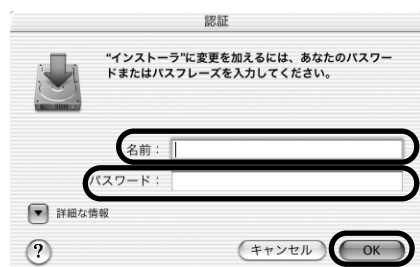 認証
“インストーラ”に変更を加えるには、あなたのパスワー
ドまたはパスフレーズを入力してください。
名前：
パスワード：
詳細な情報
? キャンセル OK